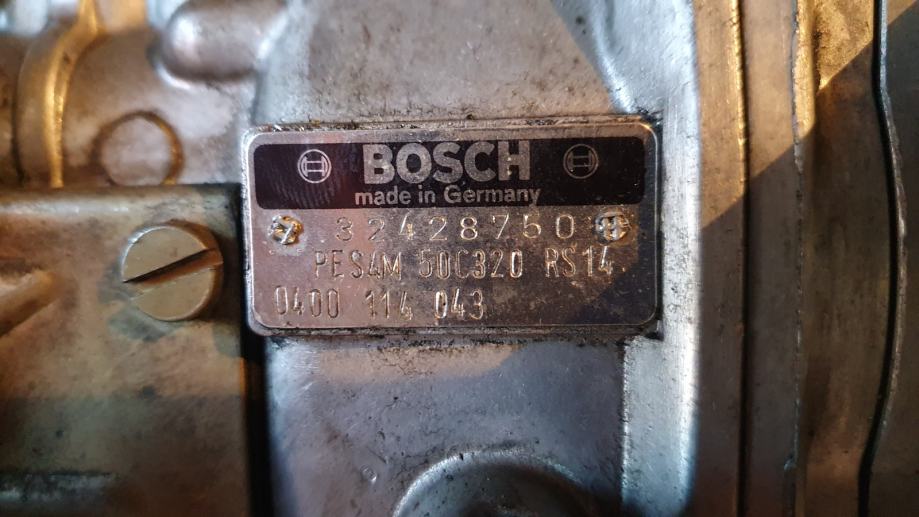 BOSCH
made in Germany
32428750
PES4M 50C320 RS14
0400 114 043